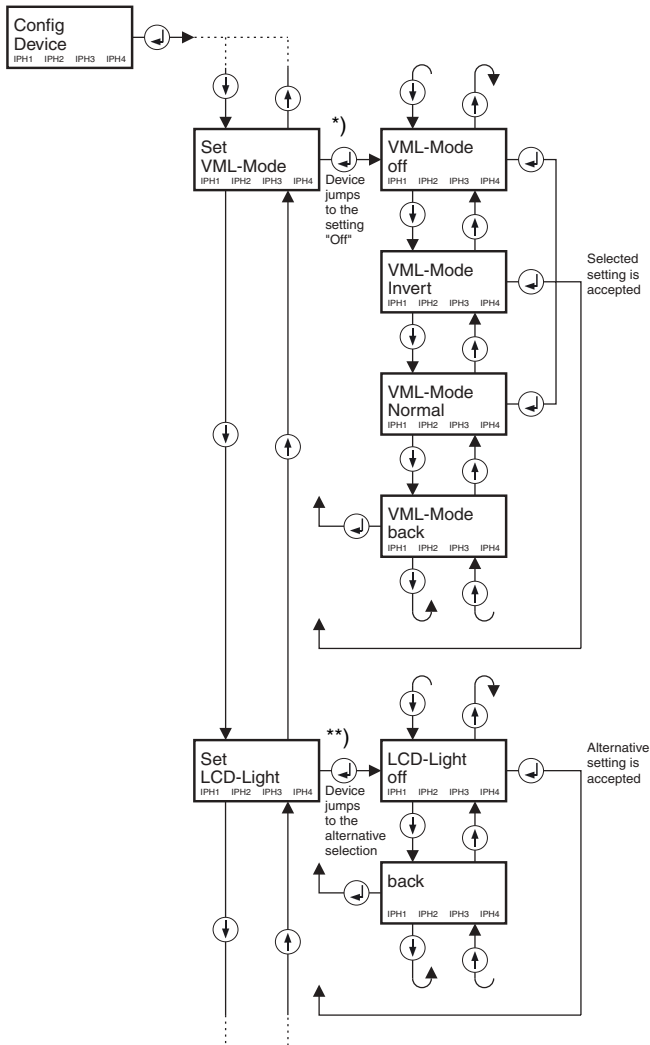 Config
Device
IPH1 IPH2 IPH3 IPH4
*)
Set
VML-Mode
IPH1 IPH2 IPH3 IPH4
Device
jumps
to the
setting
"Off"
VML-Mode
off
IPH1 IPH2 IPH3 IPH4
VML-Mode
Invert
IPH1 IPH2 IPH3 IPH4
Selected
setting is
accepted
VML-Mode
Normal
IPH1 IPH2 IPH3 IPH4
VML-Mode
back
IPH1 IPH2 IPH3 IPH4
**)
Set
LCD-Light
IPH1 IPH2 IPH3 IPH4
Device
jumps
to the
alternative
selection
LCD-Light
off
IPH1 IPH2 IPH3 IPH4
Alternative
setting is
accepted
back
IPH1 IPH2 IPH3 IPH4